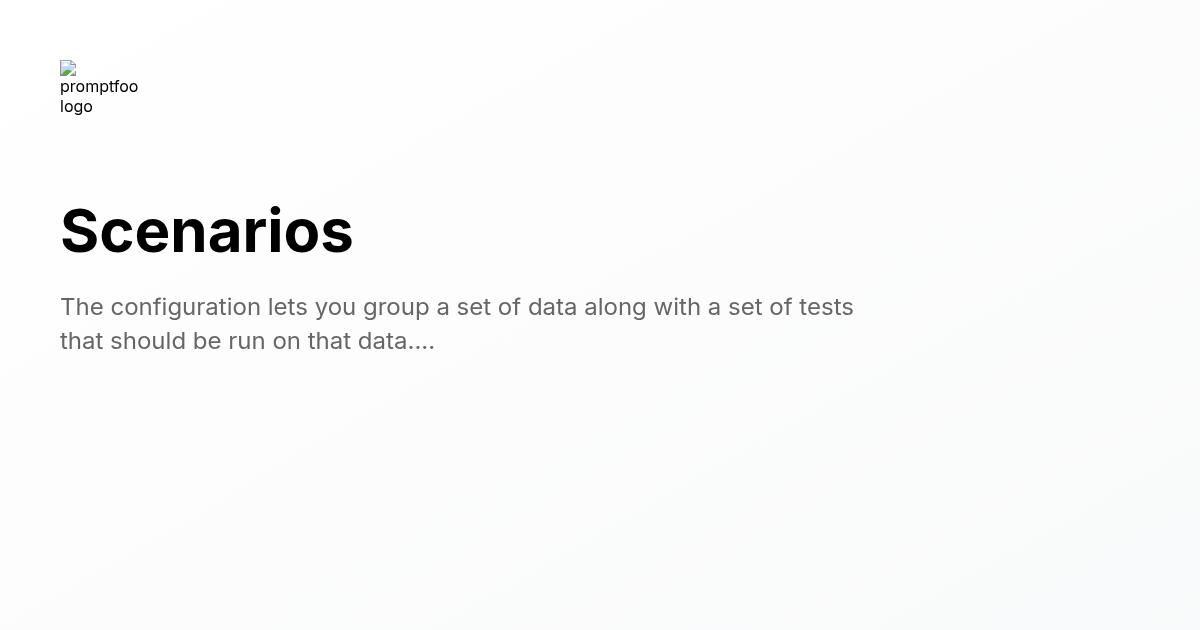 promptfoo
logo
Scenarios
The configuration lets you group a set of data along with a set of tests
that should be run on that data....